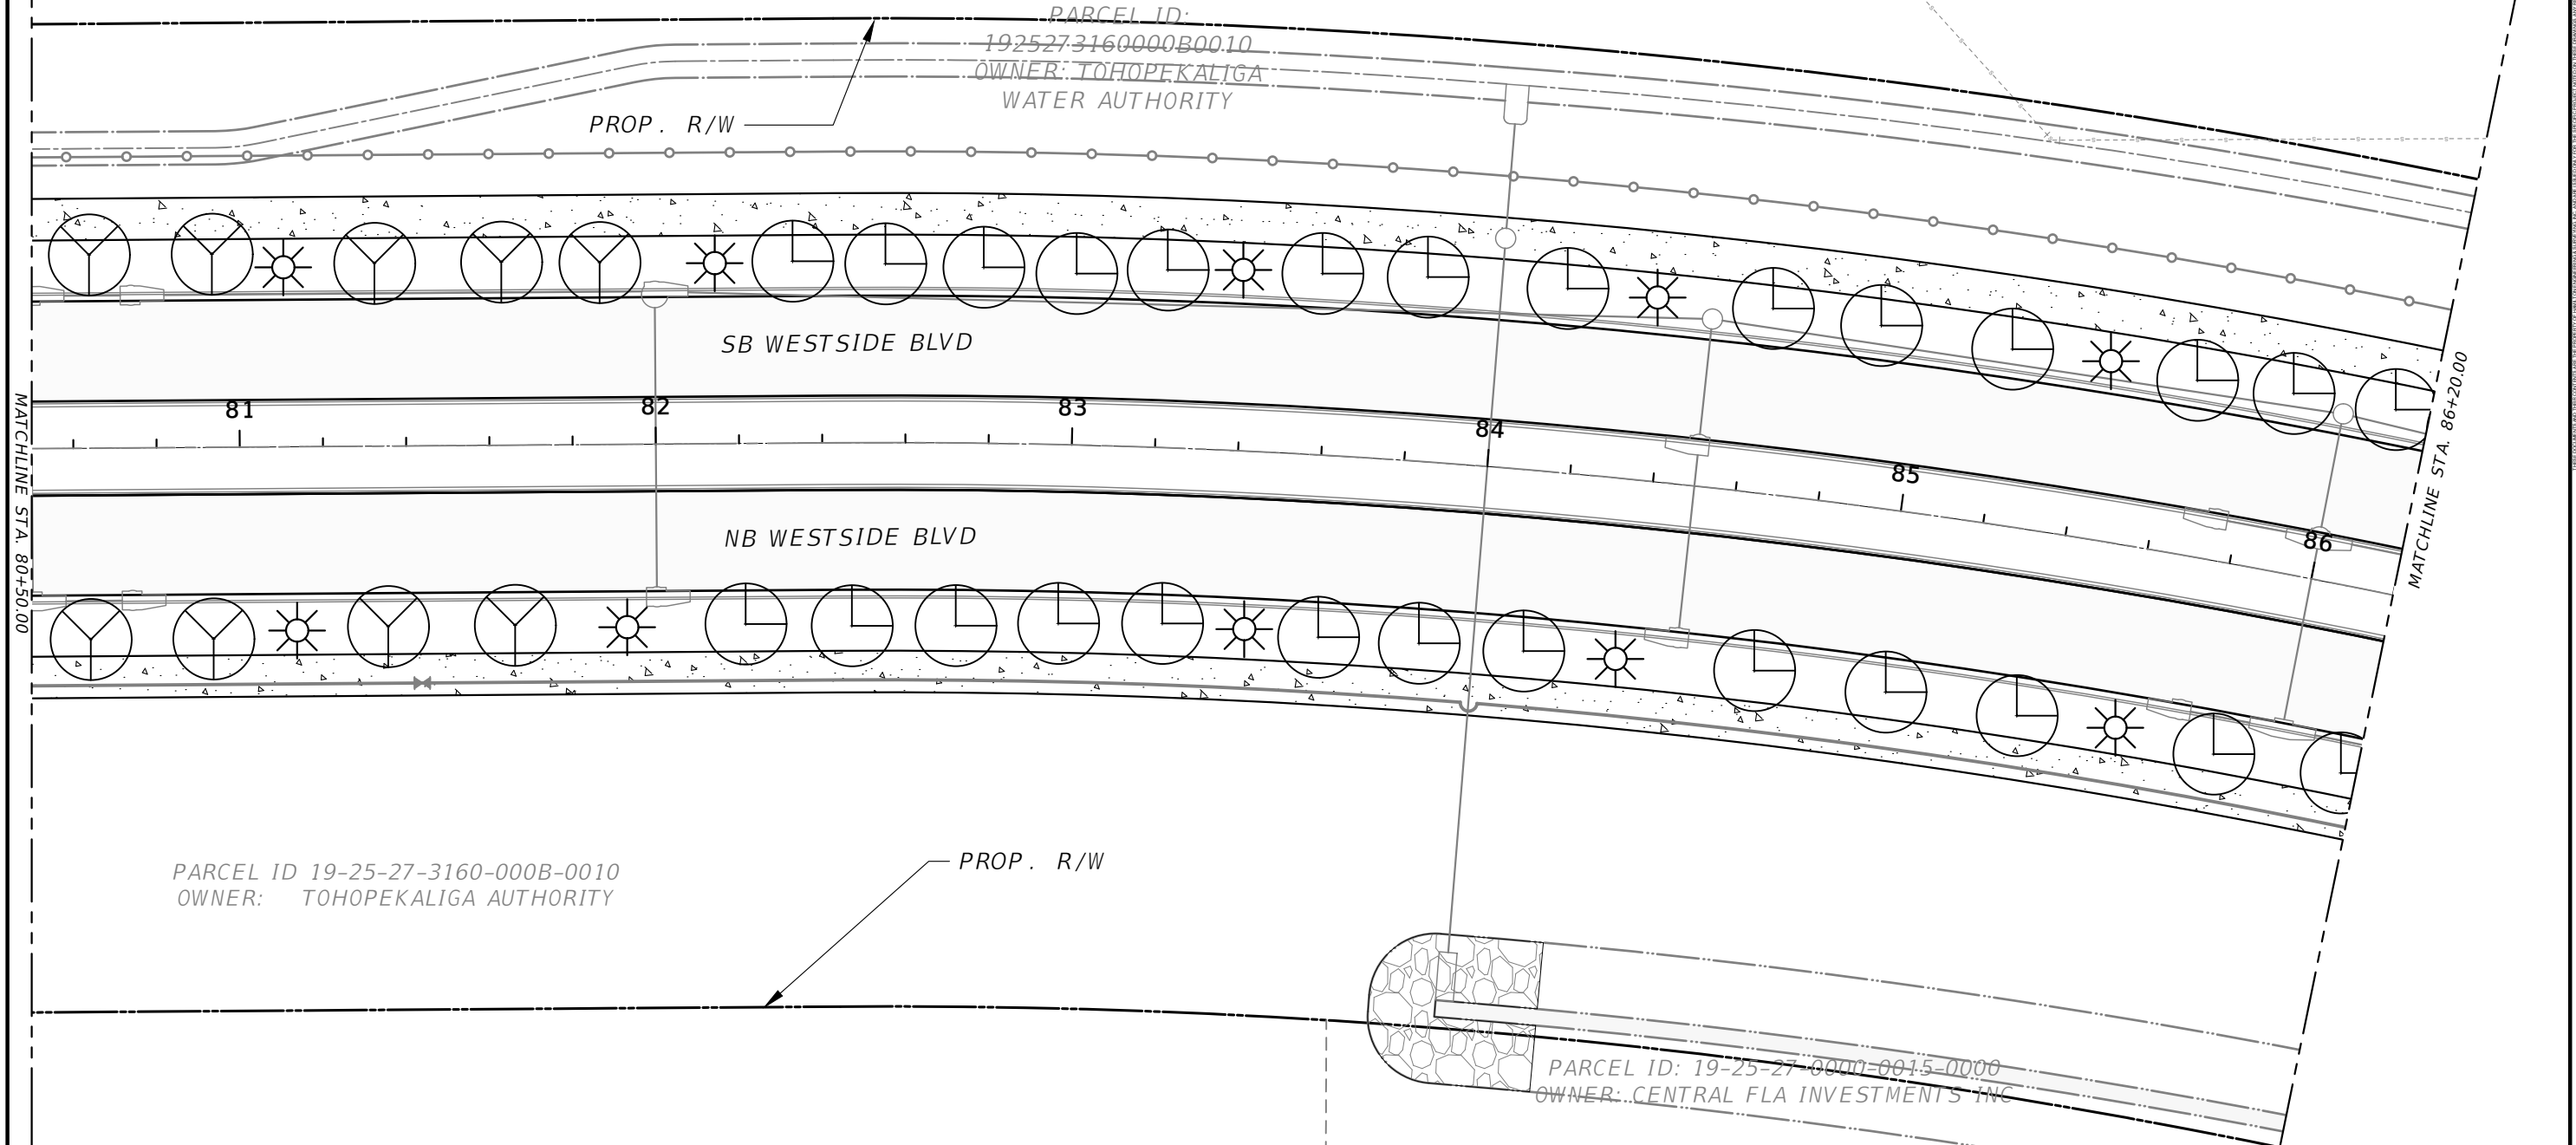 PARCEL ID:
1925273160000B0010
OWNER: TOHOPEKALIGA
WATER AUTHORITY
PROP. R/W
SB WESTSIDE BLVD
81
82
83
84
85
86
NB WESTSIDE BLVD
MATCHLINE STA. 80+50.00
MATCHLINE STA. 86+20.00
PARCEL ID 19-25-27-3160-000B-0010
OWNER: TOHOPEKALIGA AUTHORITY
PROP. R/W
PARCEL ID: 19-25-27-0000-0015-0000
OWNER: CENTRAL FLA INVESTMENTS INC